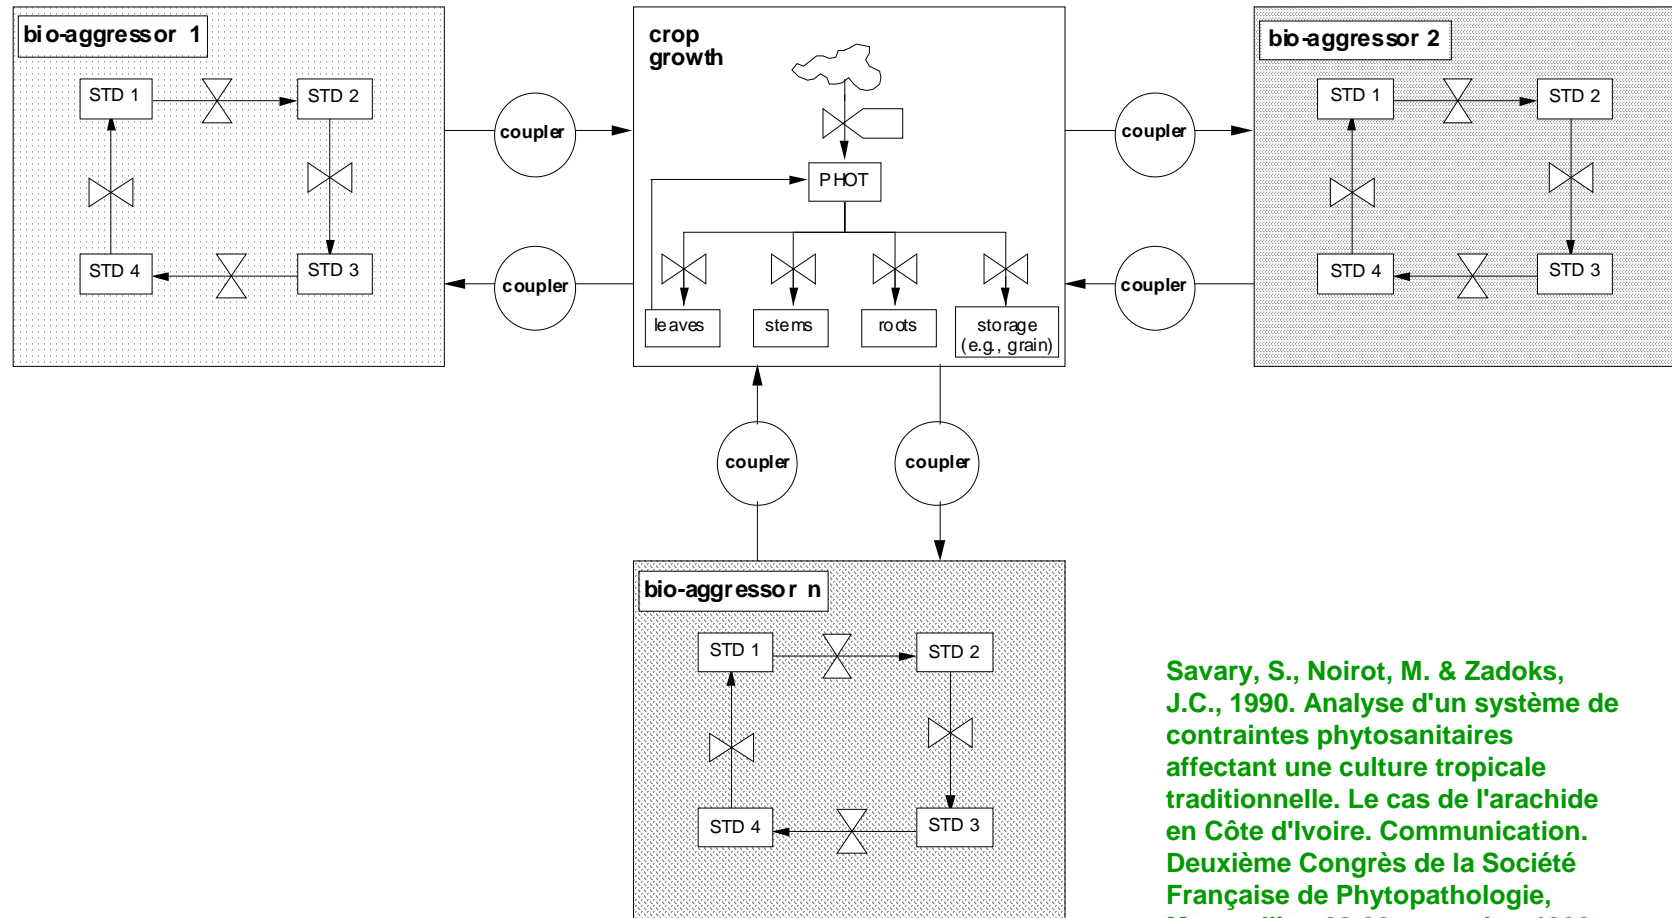 bio-aggressor 1
STD 1
STD 2
STD 4
STD 3
coupler
coupler
crop
growth
PHOT
leaves
stems
roots
storage
(e.g., grain)
coupler
coupler
bio-aggressor 2
STD 1
STD 2
STD 4
STD 3
coupler
coupler
bio-aggressor n
STD 1
STD 2
STD 4
STD 3
Savary, S., Noirot, M. & Zadoks,
J.C., 1990. Analyse d'un système de
contraintes phytosanitaires
affectant une culture tropicale
traditionnelle. Le cas de l'arachide
en Côte d'Ivoire. Communication.
Deuxième Congrès de la Société
Française de Phytopathologie,